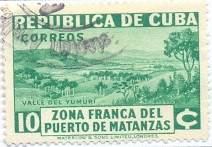 REPUBLICA DE CUBA
CORREOS
VALLE DEL YUMURI
10 ZONA FRANCA DEL ¢
PUERTO DE MATANZAS
WATERLOW & SONS LIMITED, LONDRES.